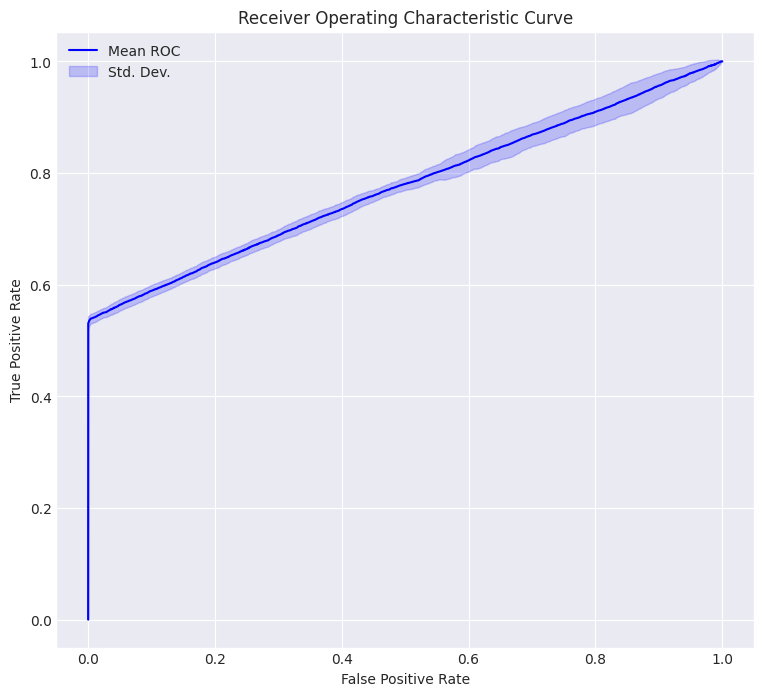 Receiver Operating Characteristic Curve
Mean ROC
Std. Dev.
True Positive Rate
1.0
0.8
0.6
0.4
0.2
0.0
0.0 0.2 0.4 0.6 0.8 1.0
False Positive Rate